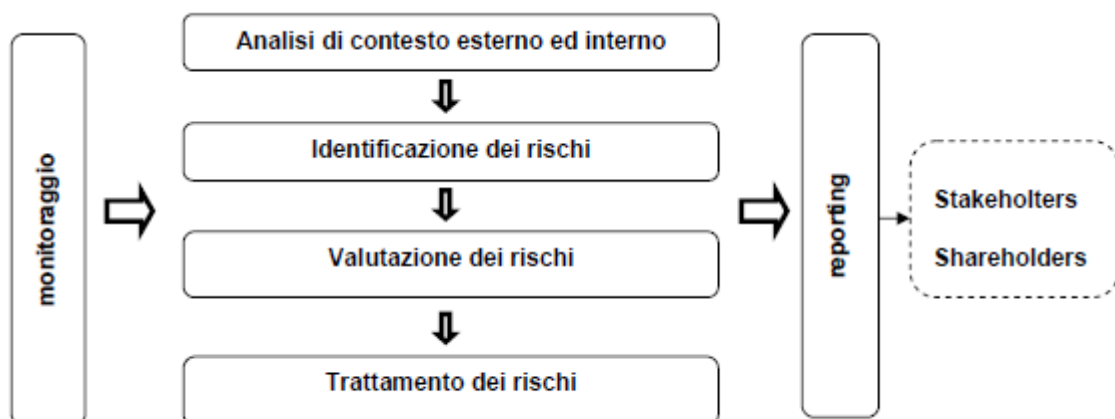 monitoraggio
Analisi di contesto esterno ed interno
Identificazione dei rischi
Valutazione dei rischi
Trattamento dei rischi
reporting
Stakeholters
Shareholders